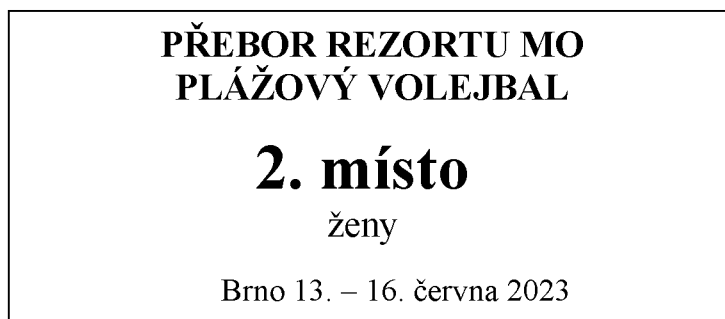 PŘEBOR REZORTU MO
PLÁŽOVÝ VOLEJBAL
2. místo
ženy
Brno 13. – 16. června 2023